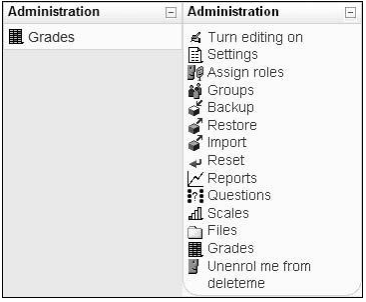 Administration
Grades
Administration
Turn editing on
Settings
Assign roles
Groups
Backup
Restore
Import
Reset
Reports
Questions
Scales
Files
Grades
Unenrol me from
deleteme